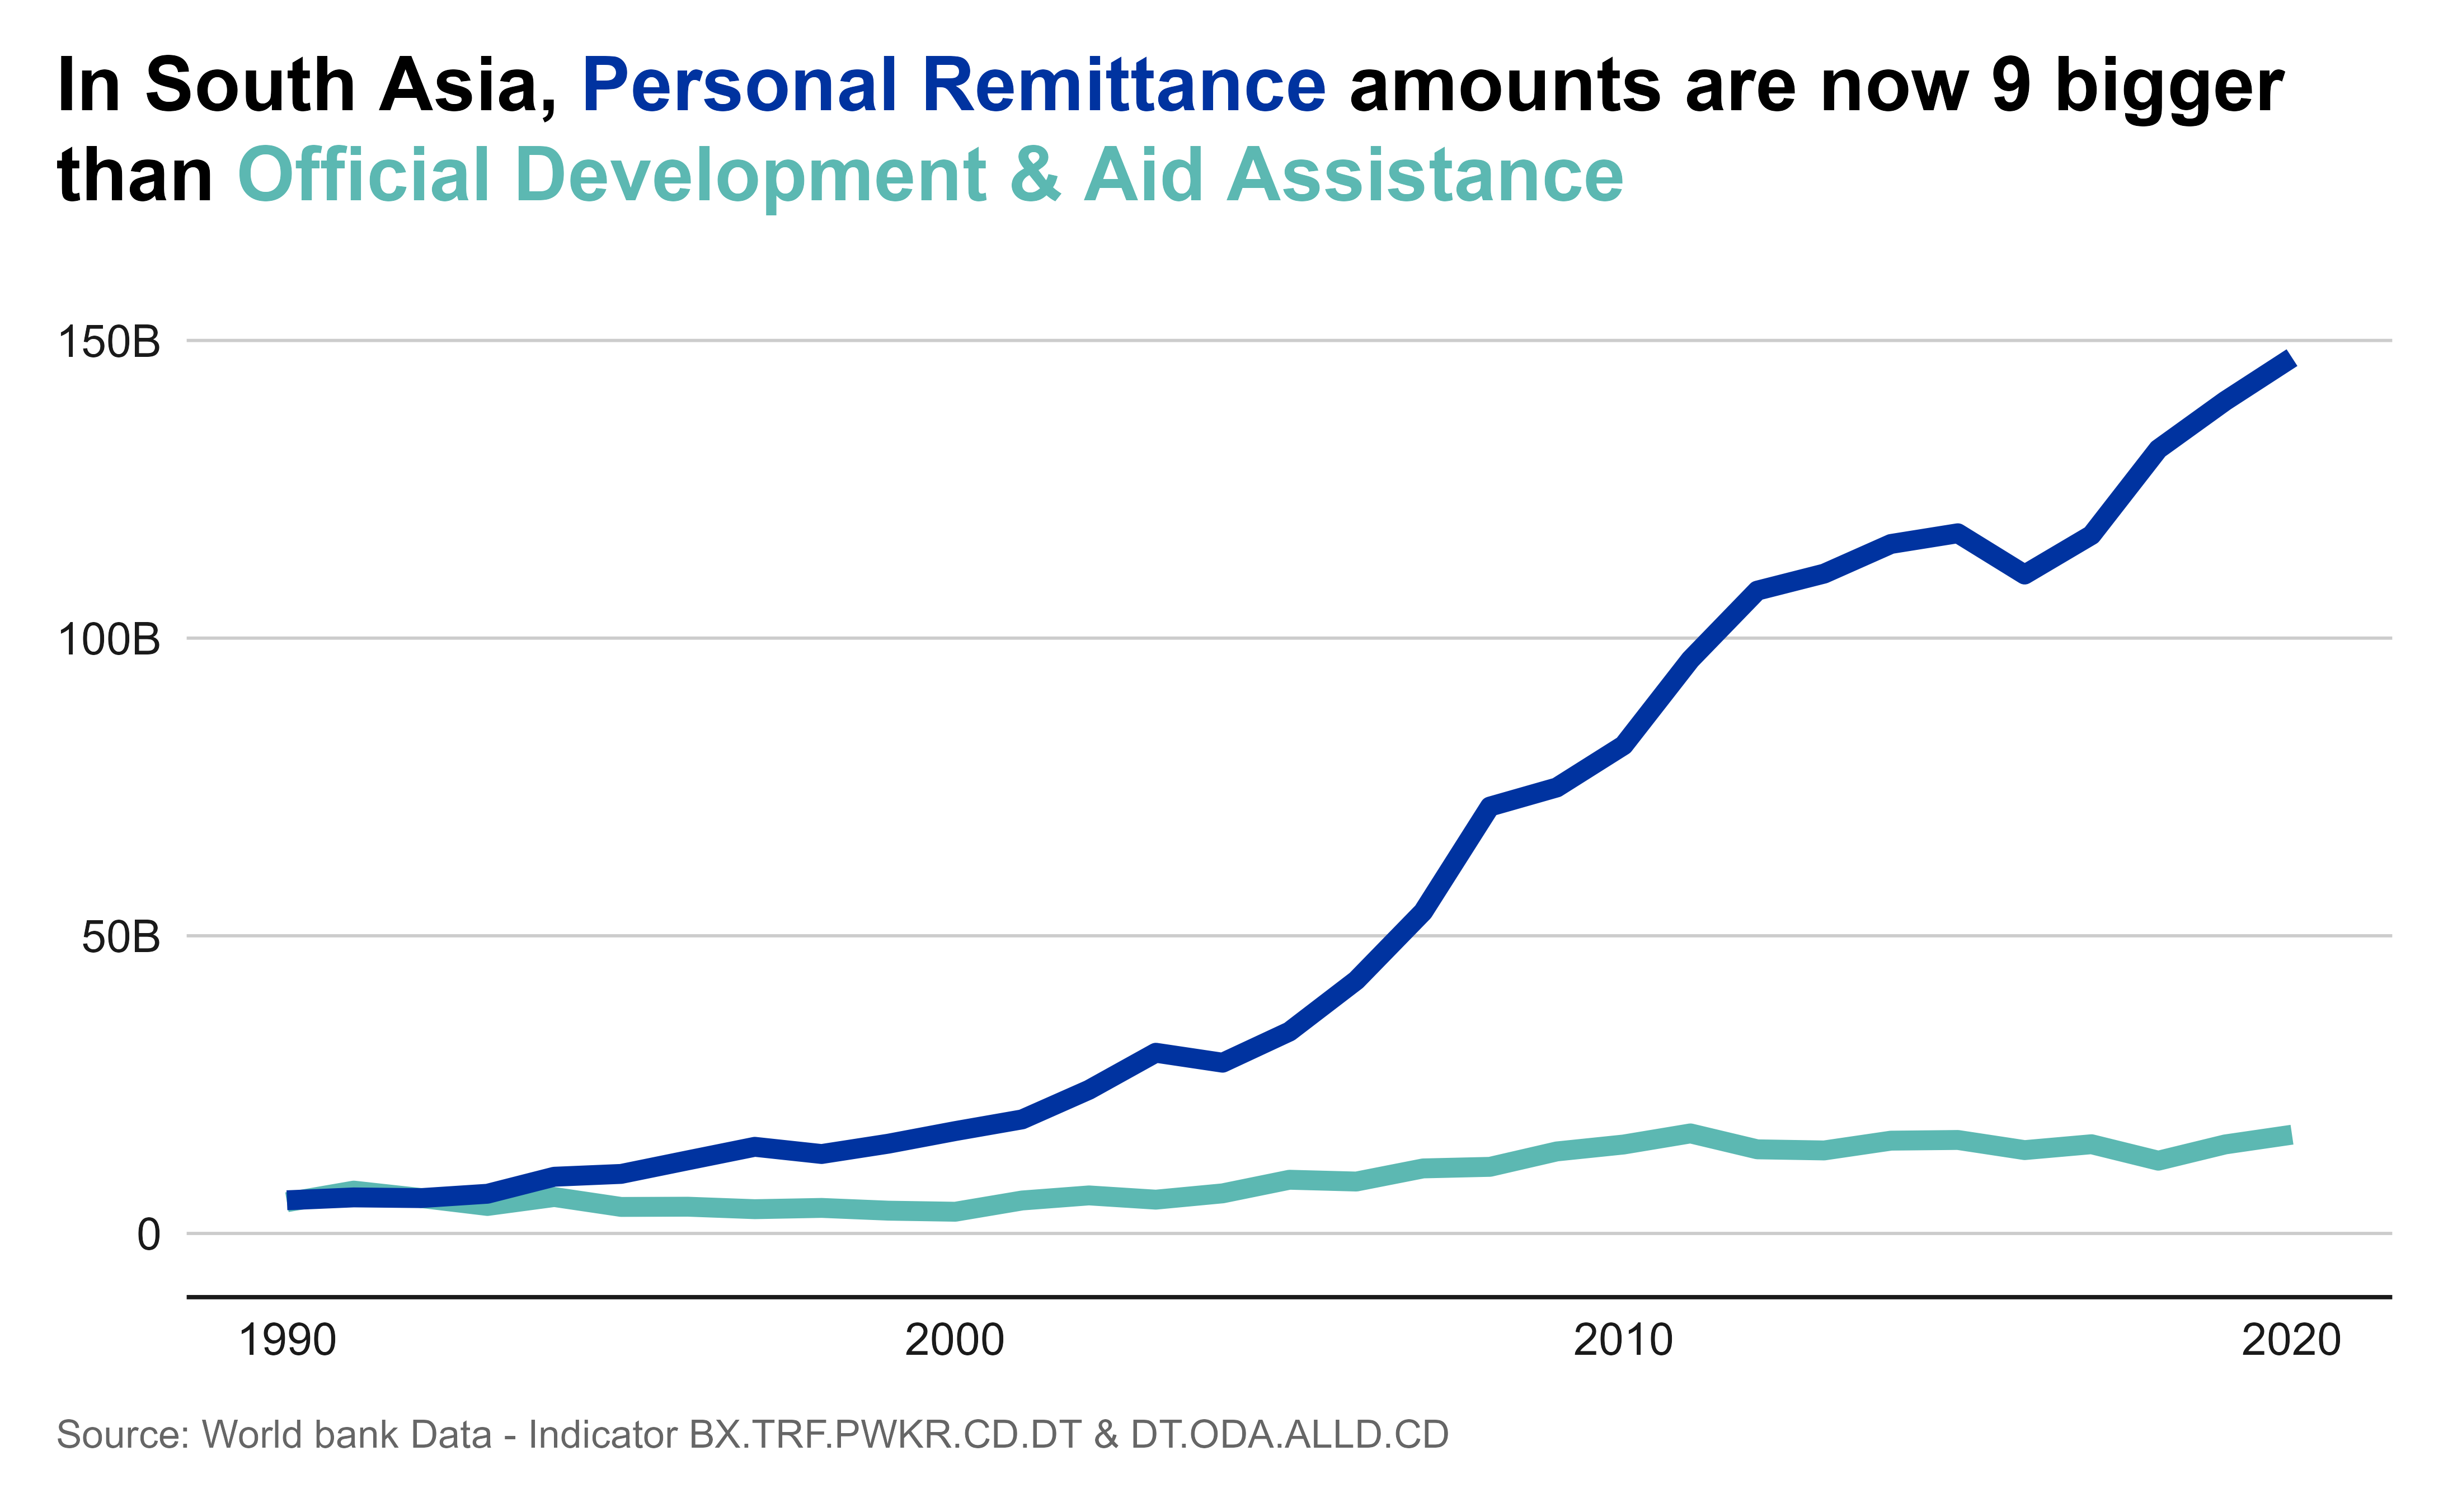 In South Asia, Personal Remittance amounts are now 9 bigger
than Official Development & Aid Assistance
150B
100B
50B
0
1990 2000 2010 2020
Source: World bank Data - Indicator BX.TRF.PWKR.CD.DT & DT.ODA.ALLD.CD